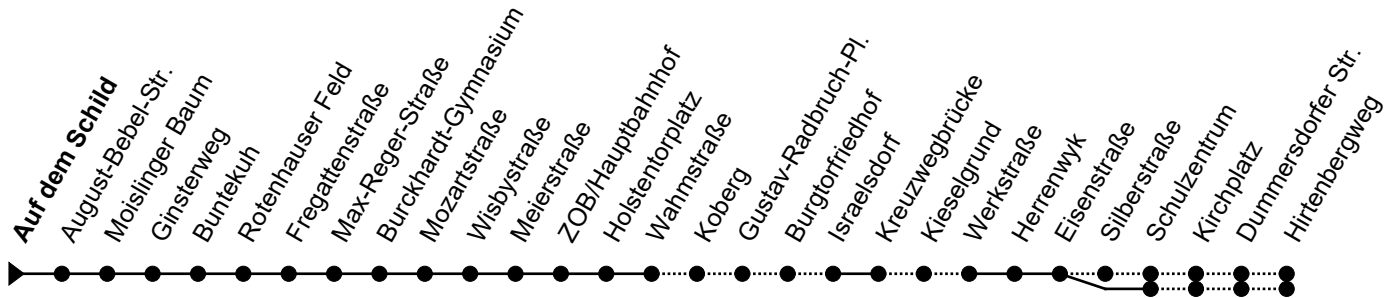 Auf dem Schild
August-Bebel-Str.
Moislinger Baum
Ginsterweg
Buntekuh
Rotenhauser Feld
Fregattenstraße
Max-Reger-Straße
Burckhardt-Gymnasium
Mozartstraße
Wisbystraße
Meierstraße
ZOB/Hauptbahnhof
Holstentorplatz
Wahmstraße
Koberg
Gustav-Radbruch-Pl.
Burgtorfriedhof
Israelsdorf
Kreuzwegbrücke
Kieselgrund
Werkstraße
Herrenwyk
Eisenstraße
Silberstraße
Schulzentrum
Kirchplatz
Dummersdorfer Str.
Hirtenbergweg